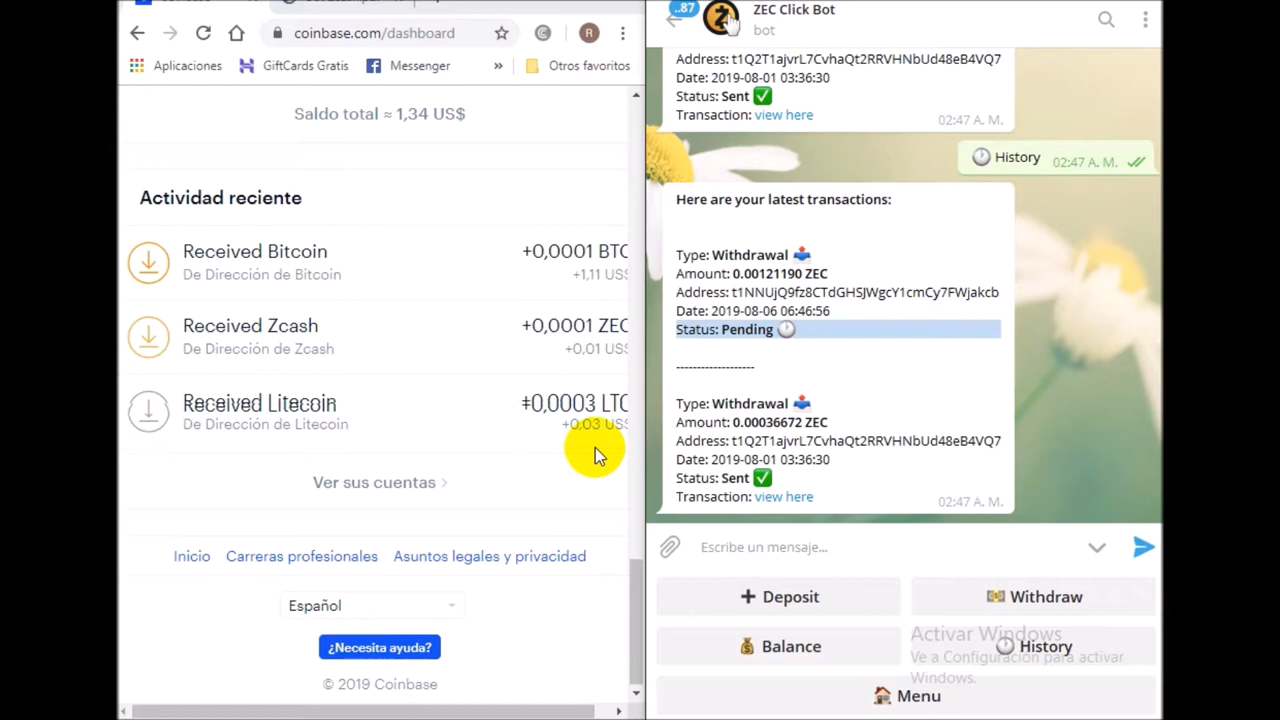 coinbase.com/dashboard
R
Aplicaciones
GiftCards Gratis
Messenger
»
Otros favoritos
Saldo total ≈ 1,34 US$
Actividad reciente
Received Bitcoin
+0,0001 BTC
De Dirección de Bitcoin
+1,11 US$
Received Zcash
+0,0001 ZEC
De Dirección de Zcash
+0,01 US$
Received Litecoin
+0,0003 LTC
De Dirección de Litecoin
+0,03 US$
Ver sus cuentas
Inicio
Carreras profesionales
Asuntos legales y privacidad
Español
¿Necesita ayuda?
© 2019 Coinbase
..87
ZEC Click Bot
bot
Address: t1Q2T1ajvrL7CvhaQt2RRVHNbUd48eB4VQ7
Date: 2019-08-01 03:36:30
Status: Sent ✅
Transaction: view here
02:47 A. M.
History
02:47 A. M.
Here are your latest transactions:
Type: Withdrawal 📤
Amount: 0.00121190 ZEC
Address: t1NNUjQ9fz8CTdGHSJWgcY1cmCy7FWjakcb
Date: 2019-08-06 06:46:56
Status: Pending 🕐
-------------------
Type: Withdrawal 📤
Amount: 0.00036672 ZEC
Address: t1Q2T1ajvrL7CvhaQt2RRVHNbUd48eB4VQ7
Date: 2019-08-01 03:36:30
Status: Sent ✅
Transaction: view here
02:47 A. M.
Escribe un mensaje...
Deposit
Withdraw
Balance
History
Menu
Activar Windows
Ve a Configuración para activar
Windows.